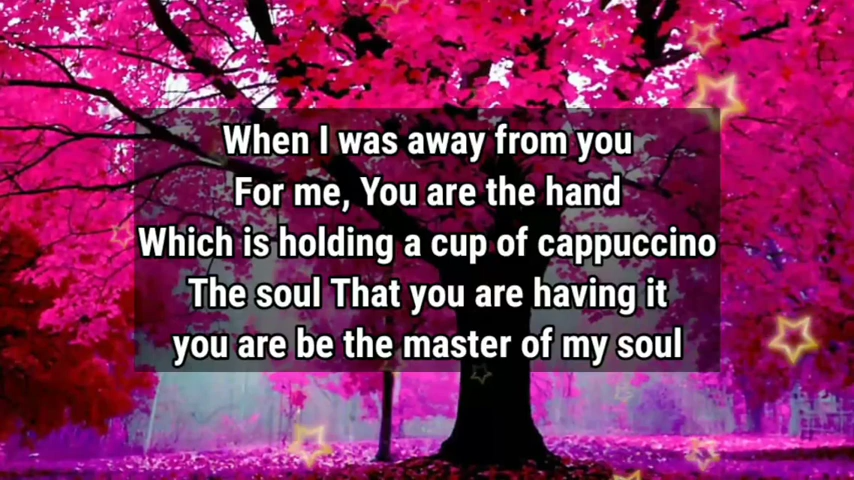 When I was away from you
For me, You are the hand
Which is holding a cup of cappuccino
The soul That you are having it
you are be the master of my soul